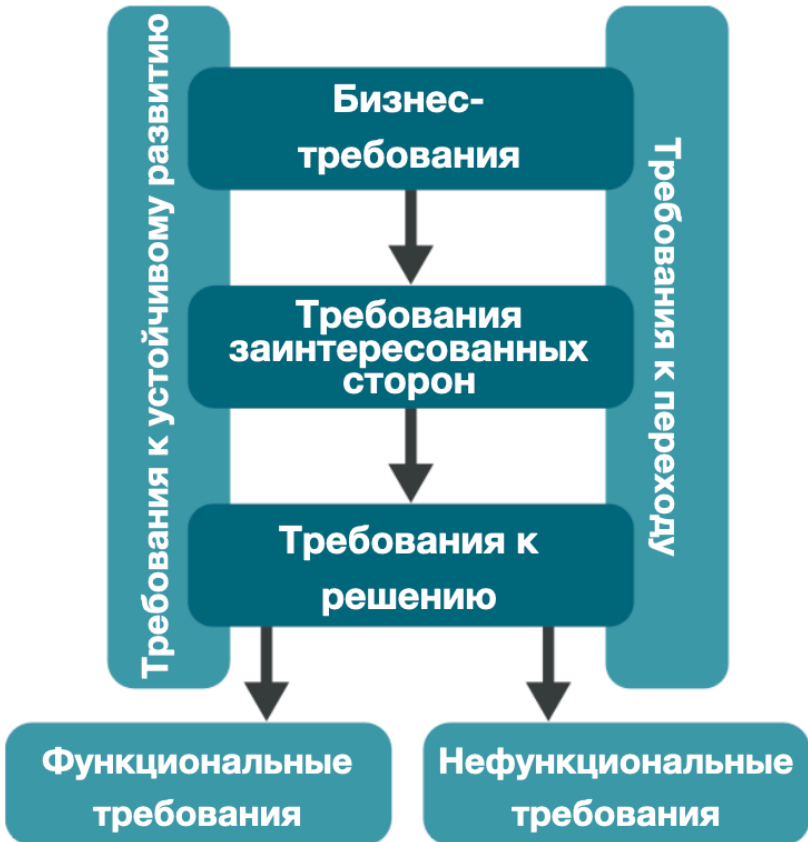 Требования к устойчивому развитию
Бизнес-
требования
Требования
заинтересованных
сторон
Требования к
решению
Требования к переходу
Функциональные
требования
Нефункциональные
требования